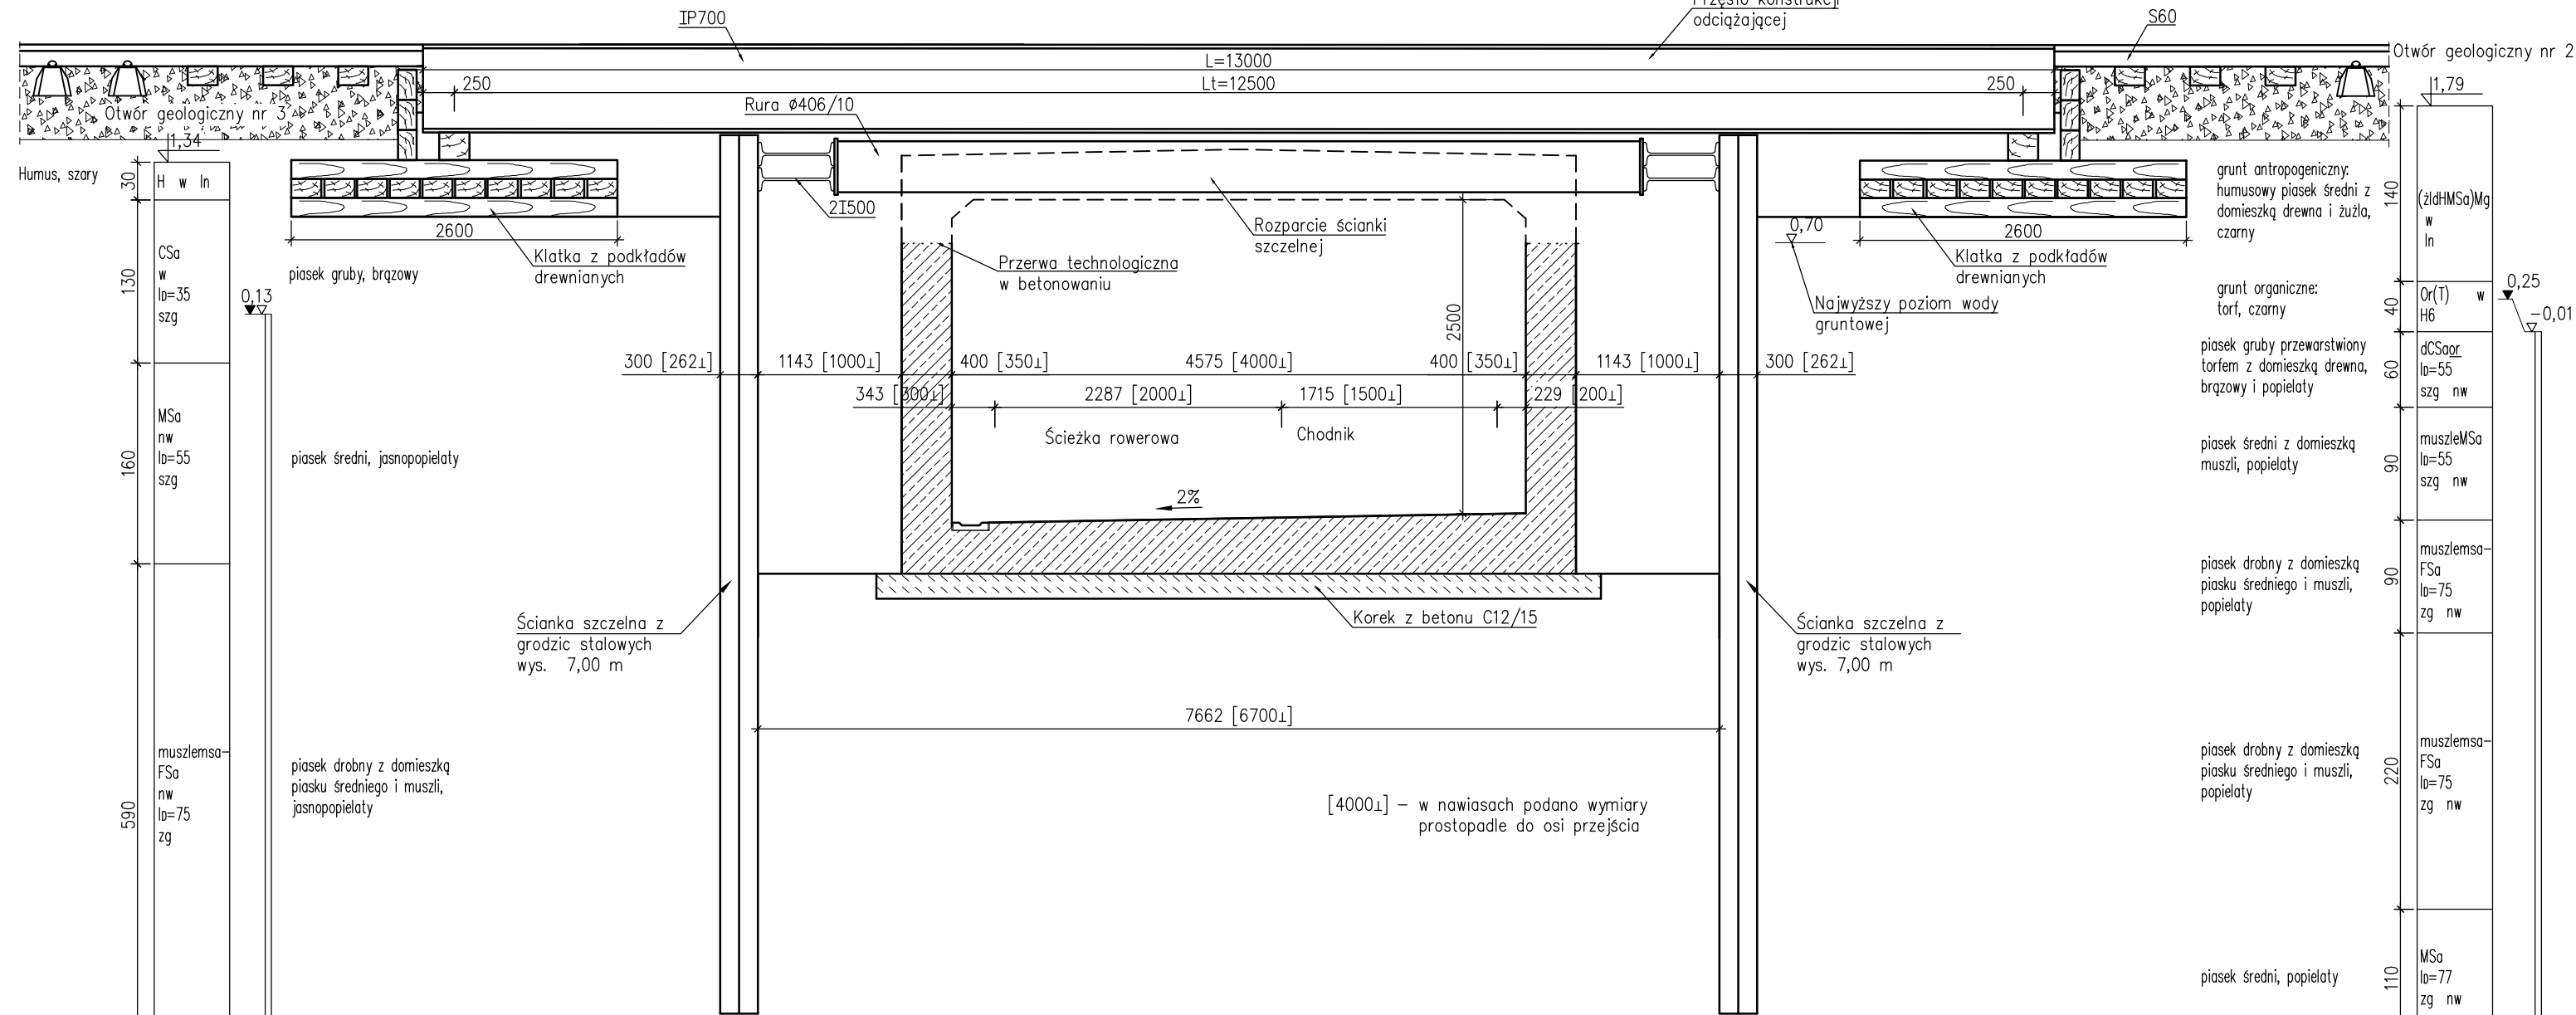 IP700
Przęsło konstrukcji
odciążającej
S60
Otwór geologiczny nr 2
L=13000
Lt=12500
250
250
1,79
Rura ø406/10
Otwór geologiczny nr 3
1,34
Humus, szary
30
H w ln
2600
2I500
Klatka z podkładów
drewnianych
Rozparcie ścianki
szczelnej
Przerwa technologiczna
w betonowaniu
2600
Klatka z podkładów
drewnianych
0,70
Najwyższy poziom wody
gruntowej
grunt antropogeniczny:
humusowy piasek średni z
domieszką drewna i żużla,
czarny
140
(żldHMSa)Mg
w
ln
130
CSa
w
ID=35
szg
piasek gruby, brązowy
0,13
grunt organiczne:
torf, czarny
40
Or(T) w
H6
0,25
-0,01
2500
300 [262⊥]
1143 [1000⊥]
400 [350⊥]
4575 [4000⊥]
400 [350⊥]
1143 [1000⊥]
300 [262⊥]
343 [300⊥]
2287 [2000⊥]
1715 [1500⊥]
229 [200⊥]
Ścieżka rowerowa
Chodnik
2%
piasek gruby przewarstwiony
torfem z domieszką drewna,
brązowy i popielaty
60
dCSaor
ID=55
szg nw
160
MSa
nw
ID=55
szg
piasek średni, jasnopopielaty
piasek średni z domieszką
muszli, popielaty
90
muszleMSa
ID=55
szg nw
piasek drobny z domieszką
piasku średniego i muszli,
popielaty
90
muszlemsa-
FSa
ID=75
zg nw
Ścianka szczelna z
grodzic stalowych
wys. 7,00 m
Korek z betonu C12/15
Ścianka szczelna z
grodzic stalowych
wys. 7,00 m
7662 [6700⊥]
590
muszlemsa-
FSa
nw
ID=75
zg
piasek drobny z domieszką
piasku średniego i muszli,
jasnopopielaty
[4000⊥] – w nawiasach podano wymiary
prostopadle do osi przejścia
piasek drobny z domieszką
piasku średniego i muszli,
popielaty
220
muszlemsa-
FSa
ID=75
zg nw
piasek średni, popielaty
110
MSa
ID=77
zg nw